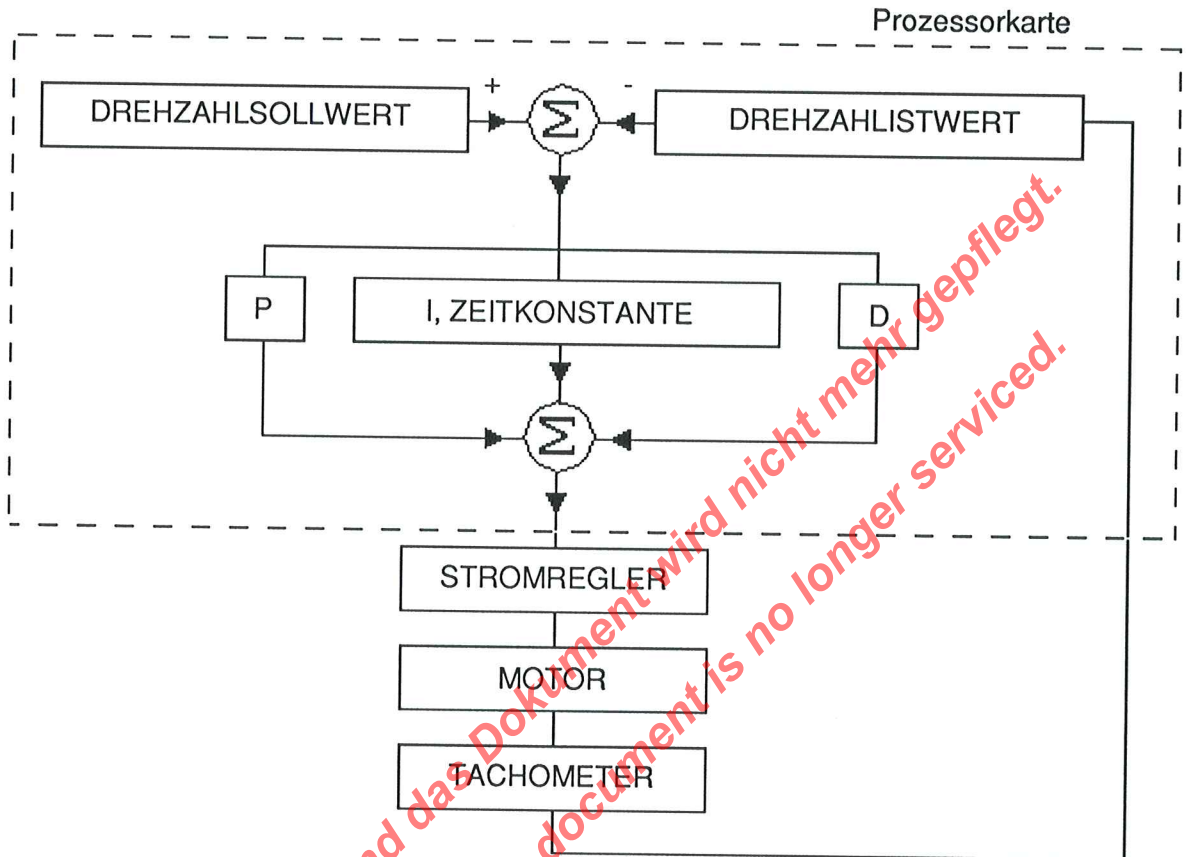 Prozessorkarte
+
-
DREHZAHLSOLLWERT
Σ
DREHZAHLISTWERT
P
I, ZEITKONSTANTE
D
Σ
STROMREGLER
MOTOR
TACHOMETER
das Dokument wird nicht mehr gepflegt.
document is no longer serviced.